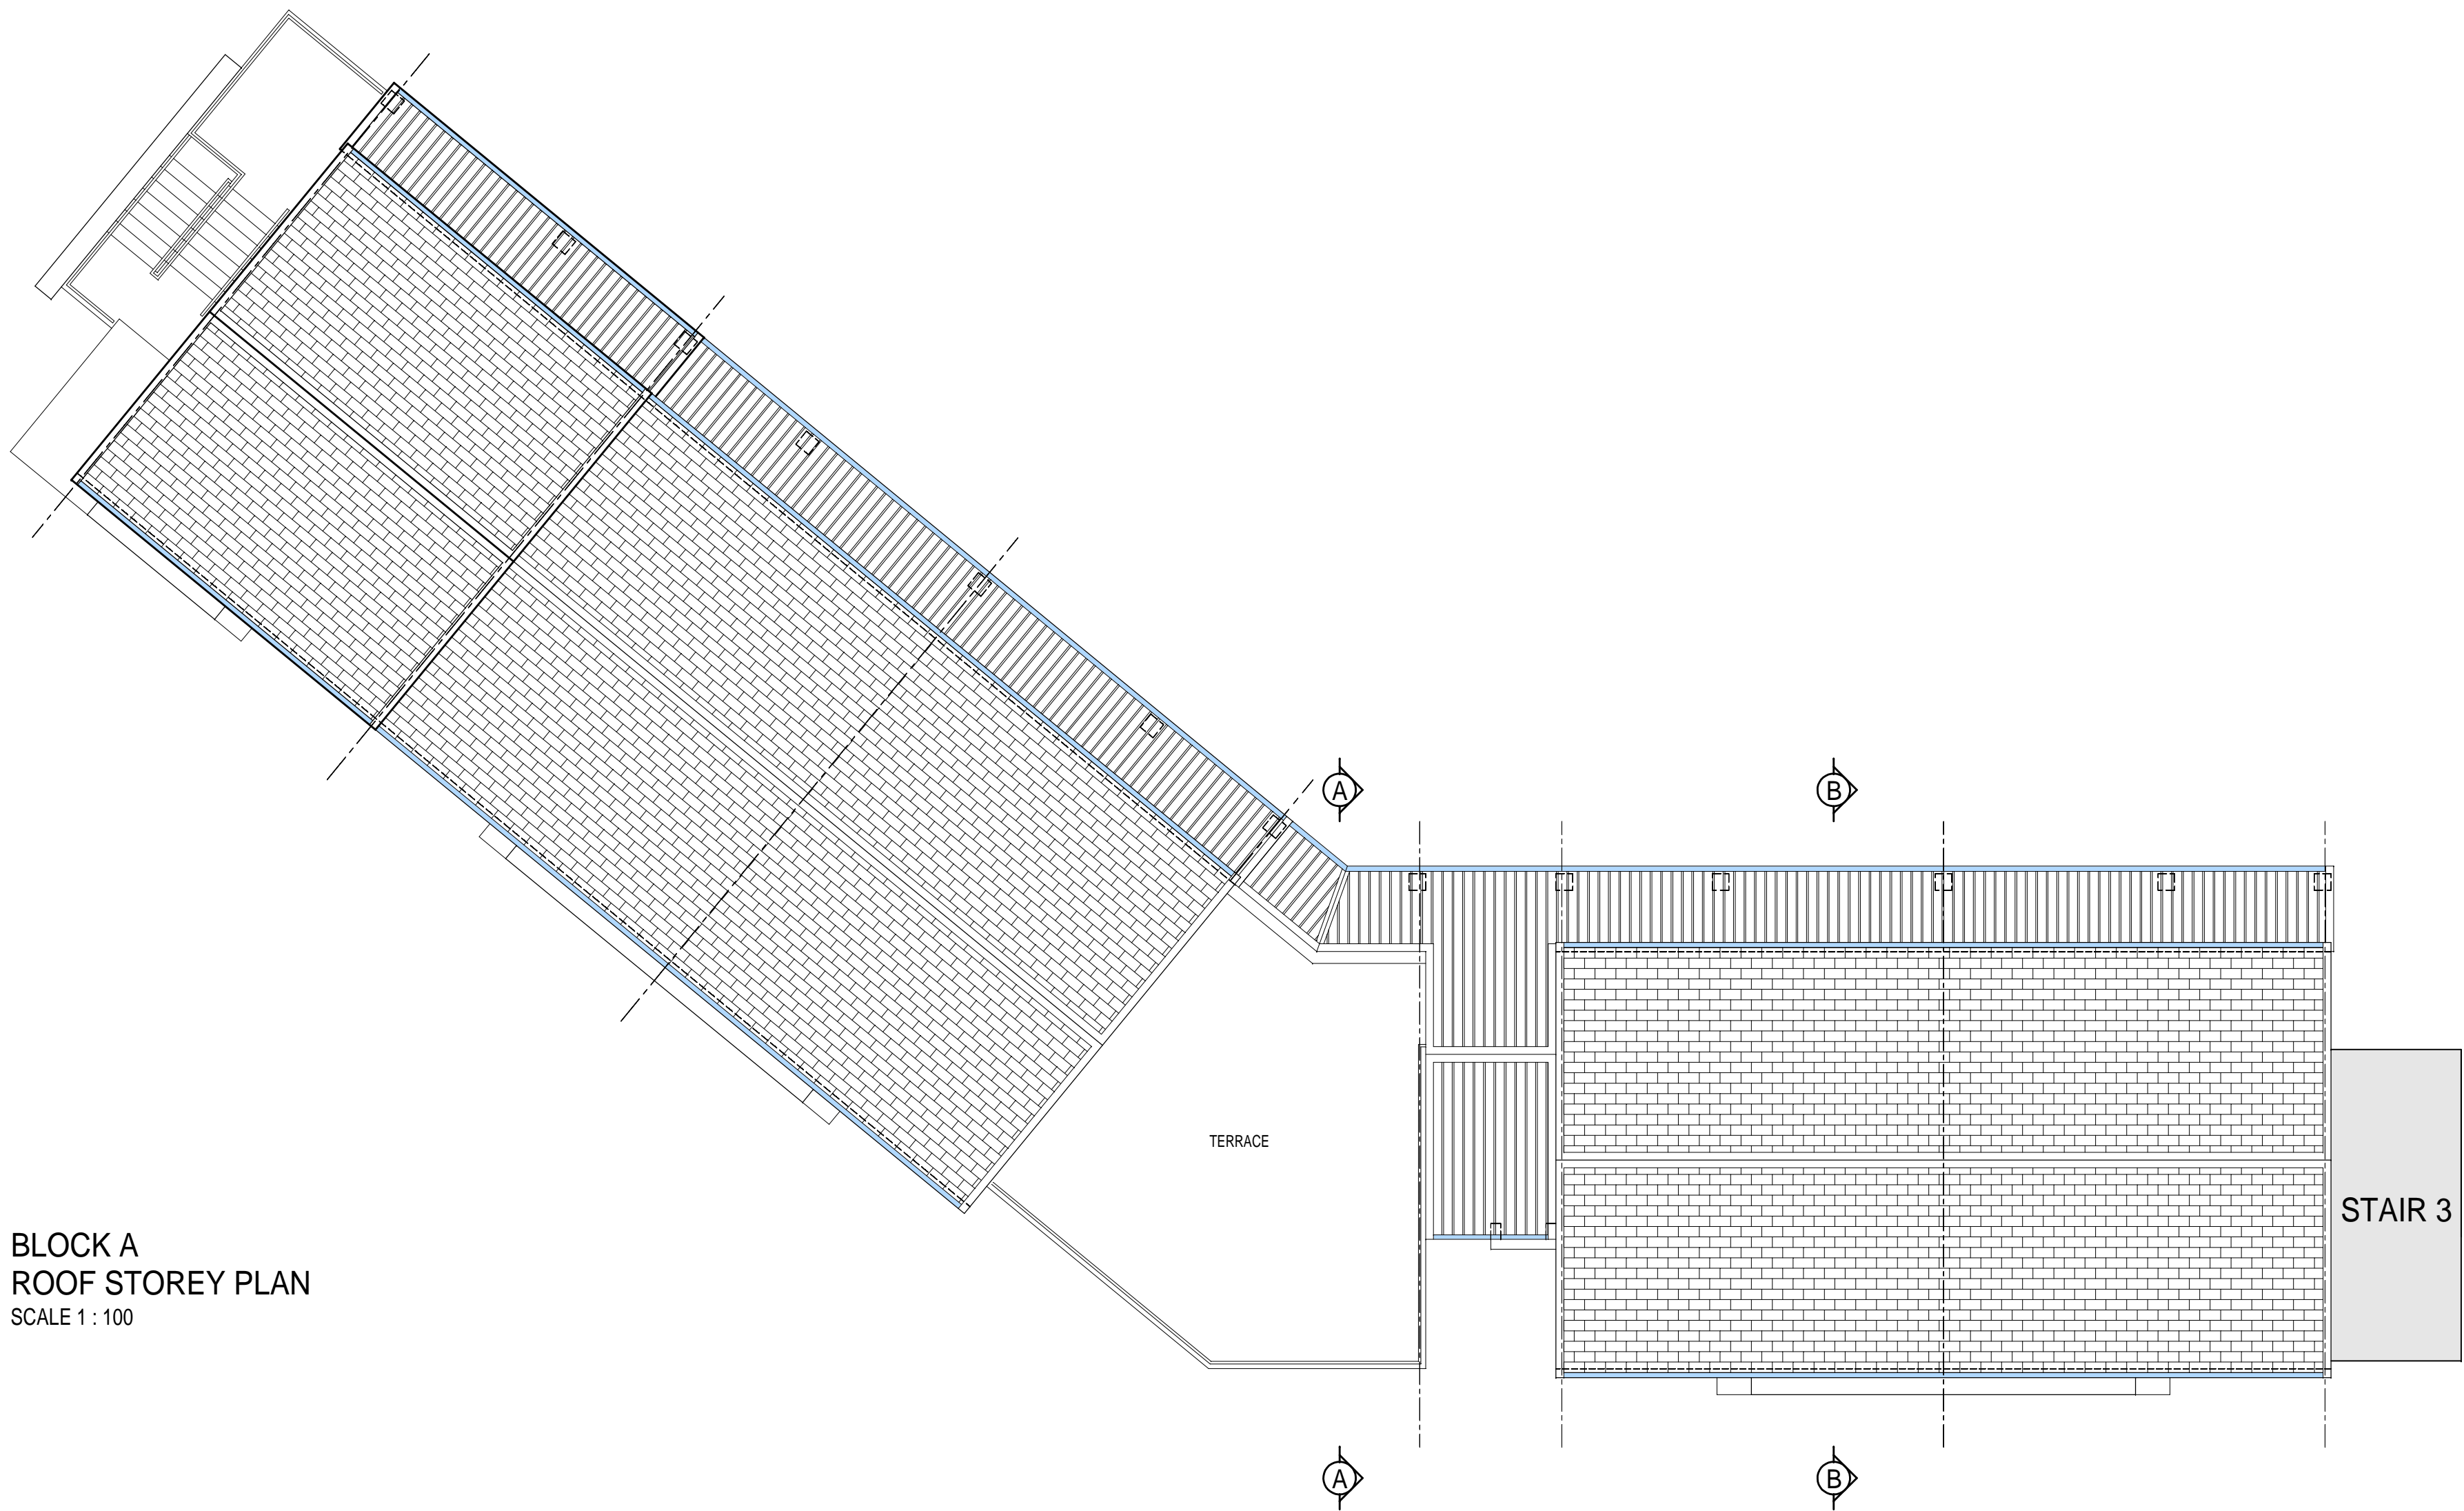 A
B
TERRACE
STAIR 3
BLOCK A
ROOF STOREY PLAN
SCALE 1 : 100
A
B